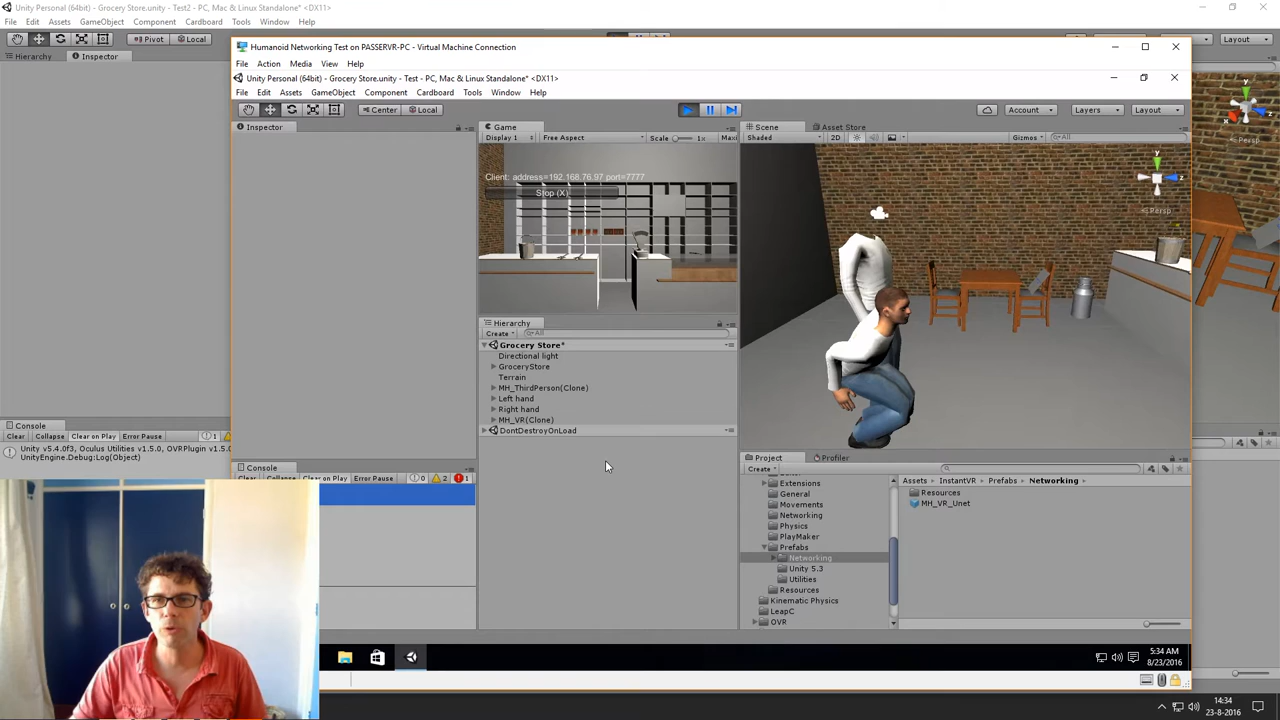 Unity Personal (64bit) - Grocery Store.unity - Test2 - PC, Mac & Linux Standalone* <DX11>
File Edit Assets GameObject Component Cardboard Tools Window Help
Pivot Local Layout
Hierarchy Inspector
Humanoid Networking Test on PASSERVR-PC - Virtual Machine Connection
File Action Media View Help
Unity Personal (64bit) - Grocery Store.unity - Test - PC, Mac & Linux Standalone* <DX11>
File Edit Assets GameObject Component Cardboard Tools Window Help
Center Local Account Layers Layout
Inspector
Game
Display 1 Free Aspect Scale 1x Maxi
Client: address=192.168.76.97 port=7777
Stop (X)
Scene Asset Store
Shaded 2D Gizmos All
y
z
Persp
y
x
z
Persp
Hierarchy
Create All
Grocery Store*
Directional light
GroceryStore
Terrain
MH_ThirdPerson(Clone)
Left hand
Right hand
MH_VR(Clone)
DontDestroyOnLoad
Console
Clear Collapse Clear on Play Error Pause 1
Unity v5.4.0f3, Oculus Utilities v1.5.0, OVRPlugin v1.5.0
UnityEngine.Debug:Log(Object)
Console
Clear Collapse Clear on Play Error Pause 0 2 1
Project Profiler
Create
Extensions
General
Movements
Networking
Physics
PlayMaker
Prefabs
Networking
Unity 5.3
Utilities
Resources
Kinematic Physics
LeapC
OVR
Assets InstantVR Prefabs Networking
Resources
MH_VR_Unet
5:34 AM
8/23/2016
14:34
23-8-2016